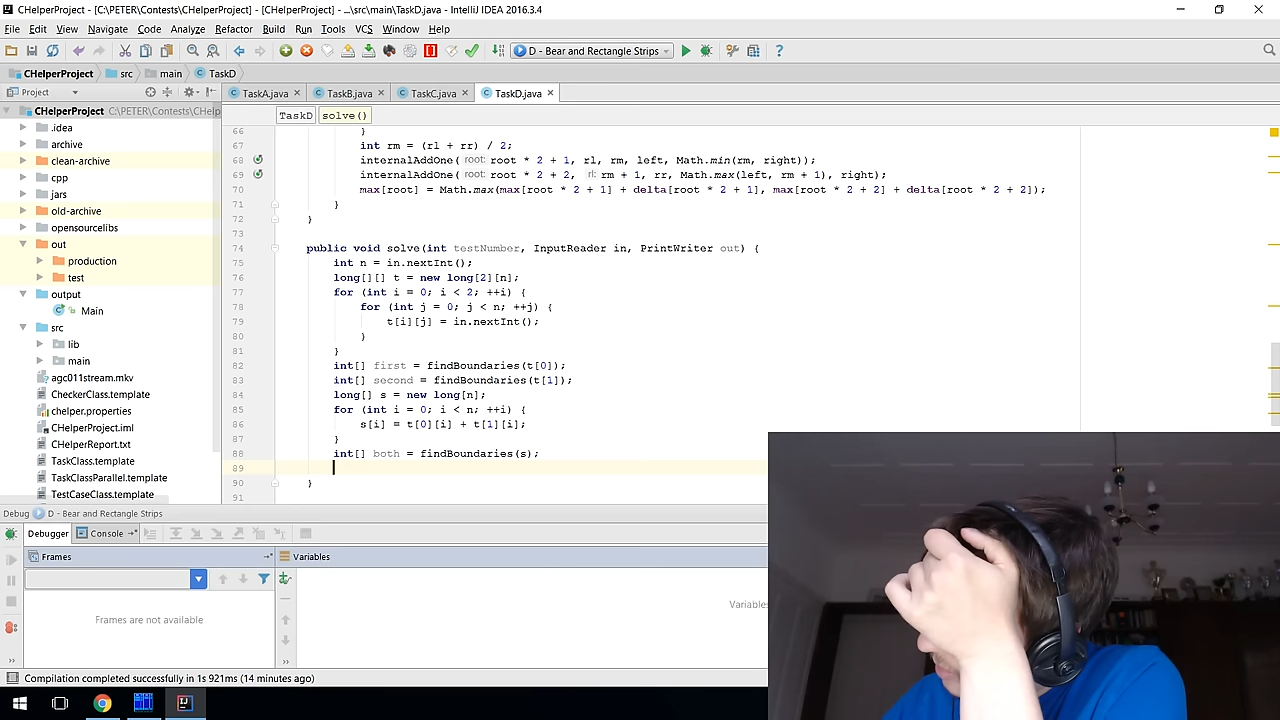 CHelperProject - [C:\PETER\Contests\CHelperProject] - [CHelperProject] - ...\src\main\TaskD.java - IntelliJ IDEA 2016.3.4
File Edit View Navigate Code Analyze Refactor Build Run Tools VCS Window Help
D - Bear and Rectangle Strips
CHelperProject src main TaskD
Project
TaskA.java TaskB.java TaskC.java TaskD.java
CHelperProject C:\PETER\Contests\CHelp
.idea
archive
clean-archive
cpp
jars
old-archive
opensourcelibs
out
production
test
output
Main
src
lib
main
agc011stream.mkv
CheckerClass.template
chelper.properties
CHelperProject.iml
CHelperReport.txt
TaskClass.template
TaskClassParallel.template
TestCaseClass.template
TaskD solve()
66 }
67 int rm = (rl + rr) / 2;
68 internalAddOne( root: root * 2 + 1, rl, rm, left, Math.min(rm, right));
69 internalAddOne( root: root * 2 + 2, rl: rm + 1, rr, Math.max(left, rm + 1), right);
70 max[root] = Math.max(max[root * 2 + 1] + delta[root * 2 + 1], max[root * 2 + 2] + delta[root * 2 + 2]);
71 }
72 }
73
74 public void solve(int testNumber, InputReader in, PrintWriter out) {
75 int n = in.nextInt();
76 long[][] t = new long[2][n];
77 for (int i = 0; i < 2; ++i) {
78 for (int j = 0; j < n; ++j) {
79 t[i][j] = in.nextInt();
80 }
81 }
82 int[] first = findBoundaries(t[0]);
83 int[] second = findBoundaries(t[1]);
84 long[] s = new long[n];
85 for (int i = 0; i < n; ++i) {
86 s[i] = t[0][i] + t[1][i];
87 }
88 int[] both = findBoundaries(s);
89
90 }
91
Debug D - Bear and Rectangle Strips
Debugger Console
Frames Variables
Frames are not available
Variables
Compilation completed successfully in 1s 921ms (14 minutes ago)